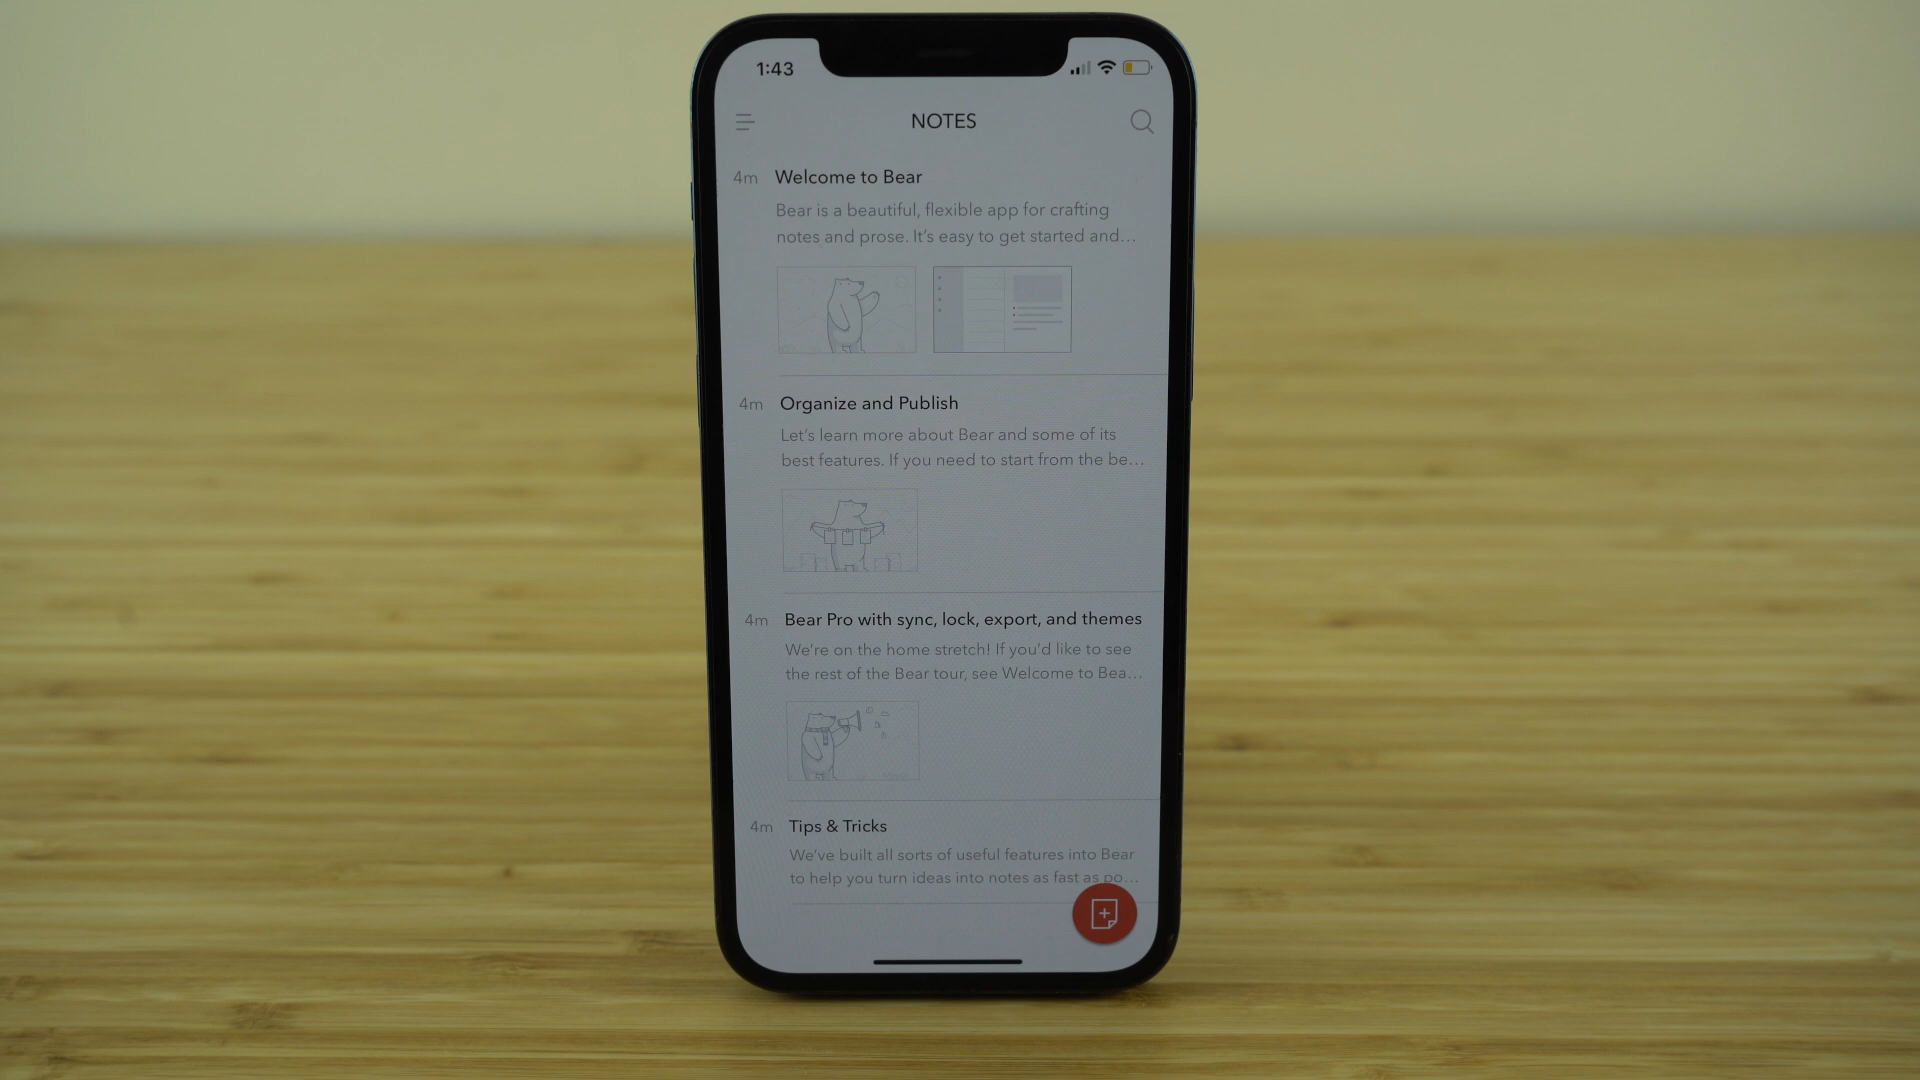 1:43
NOTES
4m Welcome to Bear
Bear is a beautiful, flexible app for crafting
notes and prose. It's easy to get started and...
4m Organize and Publish
Let's learn more about Bear and some of its
best features. If you need to start from the be...
4m Bear Pro with sync, lock, export, and themes
We're on the home stretch! If you'd like to see
the rest of the Bear tour, see Welcome to Bea...
4m Tips & Tricks
We've built all sorts of useful features into Bear
to help you turn ideas into notes as fast as po...